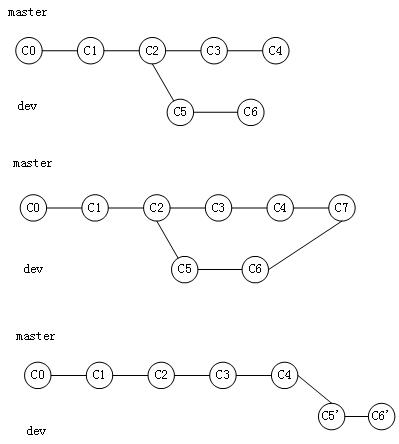 master
C0 C1 C2 C3 C4
dev
C5 C6
master
C0 C1 C2 C3 C4 C7
dev
C5 C6
master
C0 C1 C2 C3 C4
C5' C6'
dev